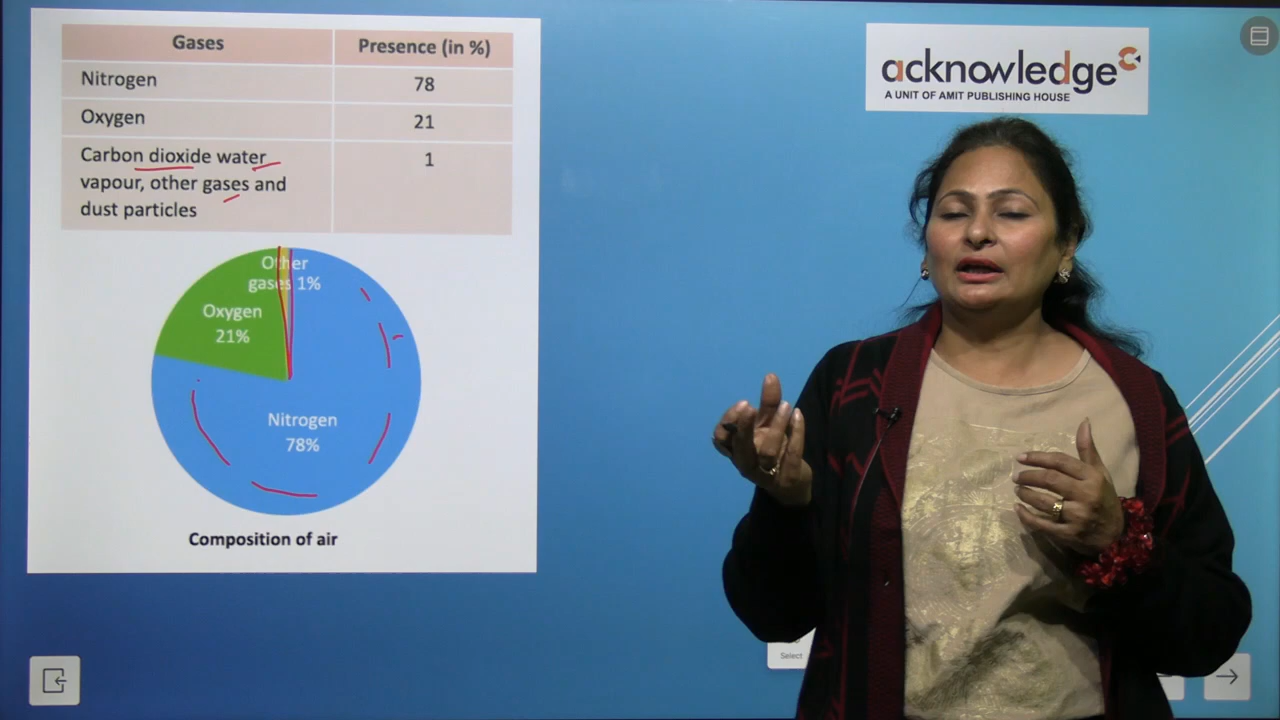 Gases Presence (in %)
Nitrogen 78
Oxygen 21
Carbon dioxide water 1
vapour, other gases and
dust particles
Other
gases 1%
Oxygen
21%
Nitrogen
78%
Composition of air
acknowledge
A UNIT OF AMIT PUBLISHING HOUSE
Select